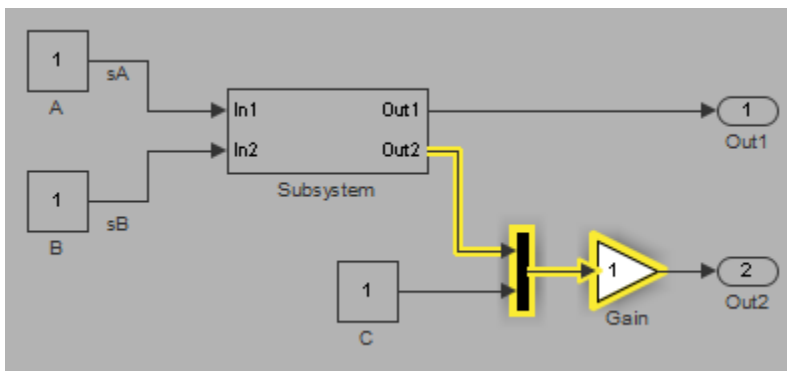 1
sA
A
In1 Out1
In2 Out2
Subsystem
1
Out1
1
sB
B
1
C
1
Gain
2
Out2